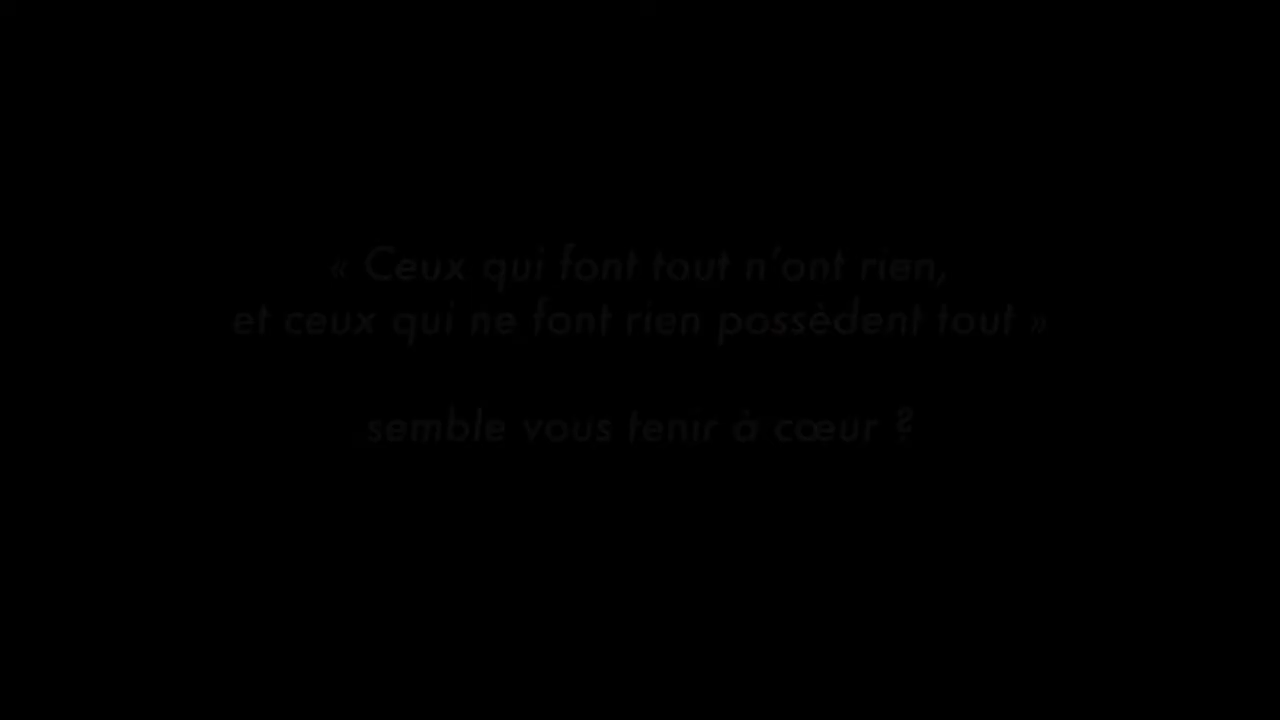 « Ceux qui font tout n’ont rien,
et ceux qui ne font rien possèdent tout »
semble vous tenir à cœur ?